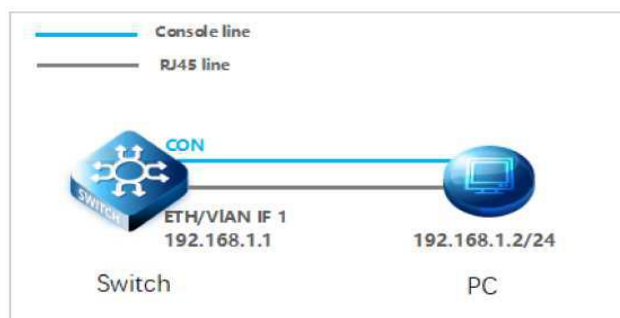 Console line
RJ45 line
CON
SWITCH
ETH/VlAN IF 1
192.168.1.1
192.168.1.2/24
Switch
PC